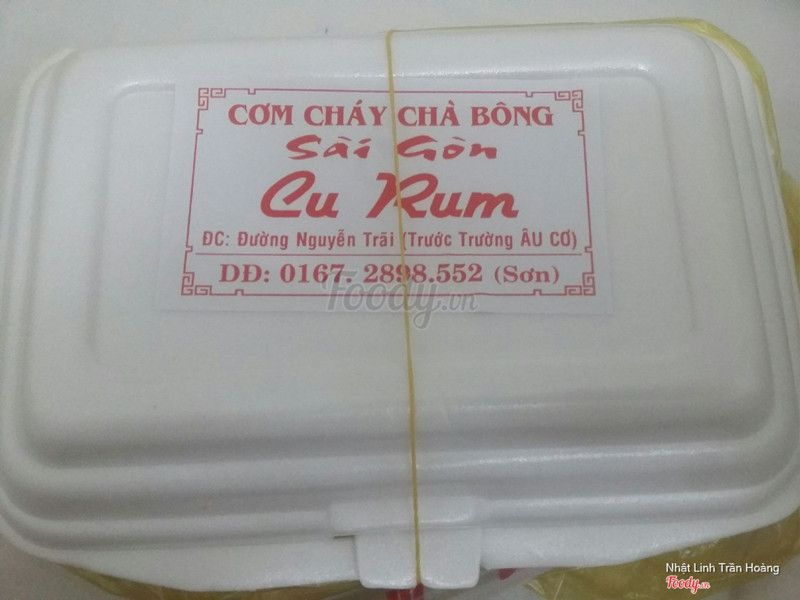 CƠM CHÁY CHÀ BÔNG
Sài Gòn
Cu Rum
ĐC: Đường Nguyễn Trãi (Trước Trường ÂU CƠ)
DĐ: 0167. 2898.552 (Sơn)
Foody.vn
Nhật Linh Trần Hoàng
Foody.vn